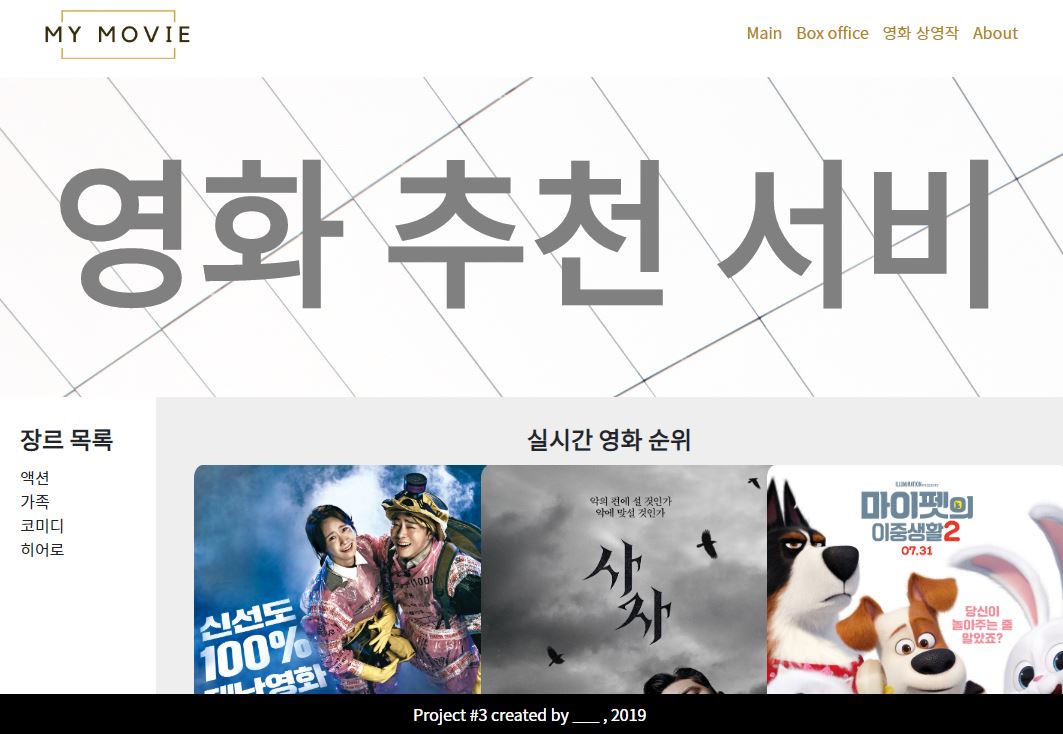 MY MOVIE
Main Box office 영화 상영작 About
영화 추천 서비
장르 목록
액션
가족
코미디
히어로
실시간 영화 순위
신선도
100%
재난영화
악의 편에 설 것인가
악에 맞설 것인가
사자
ILLUMINATION
마이펫의
이중생활2
07.31
당신이
놀아주는 줄
알았죠?
Project #3 created by ___ , 2019